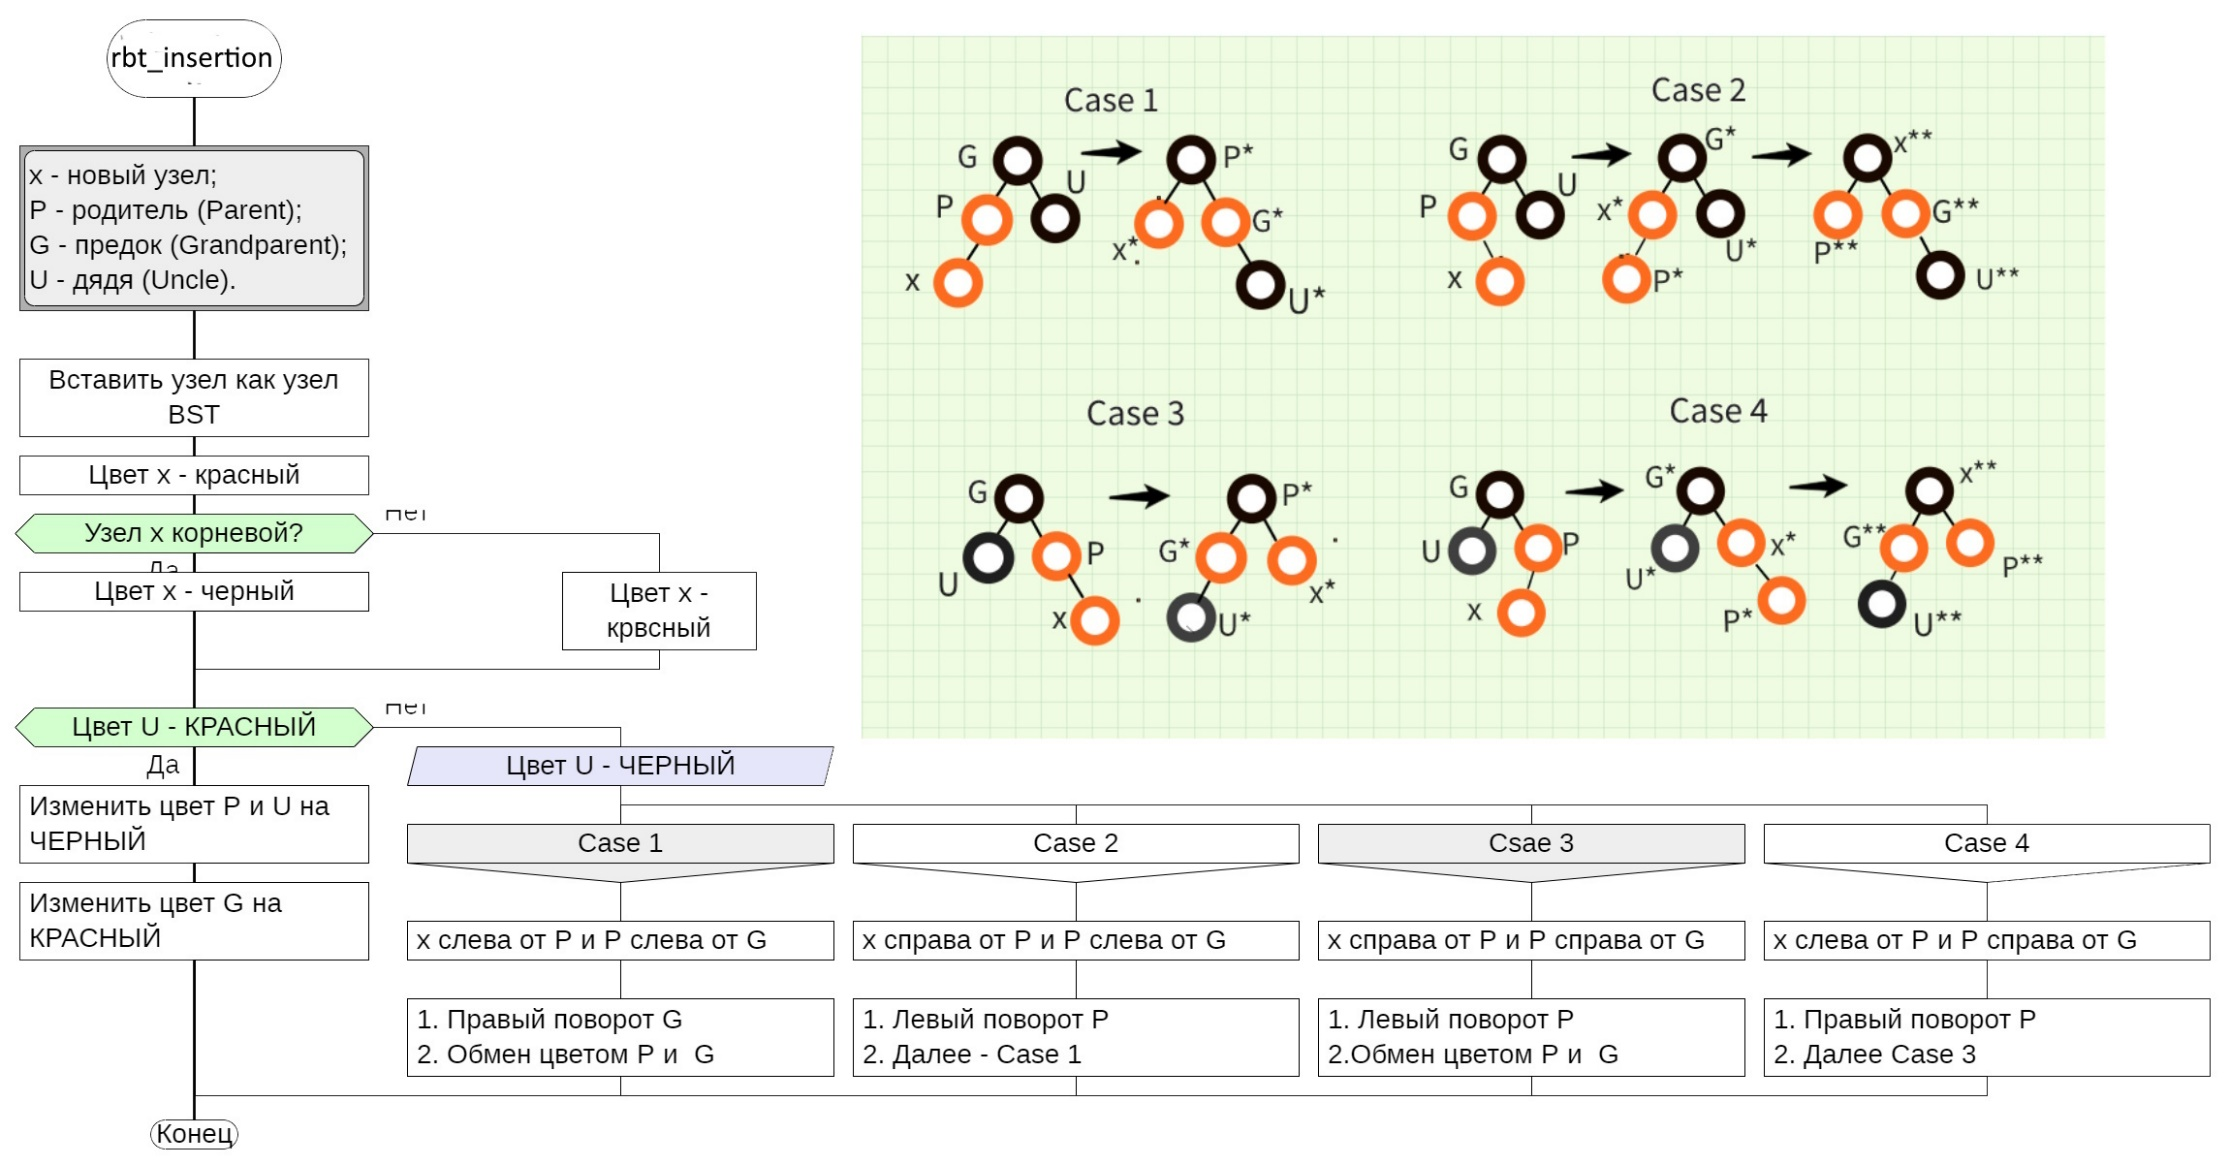 rbt_insertion
x - новый узел;
P - родитель (Parent);
G - предок (Grandparent);
U - дядя (Uncle).
Вставить узел как узел
BST
Цвет x - красный
Узел x корневой?
Нет
Да
Цвет x - черный
Цвет x -
крвсный
Цвет U - КРАСНЫЙ
Нет
Да
Изменить цвет P и U на
ЧЕРНЫЙ
Изменить цвет G на
КРАСНЫЙ
Конец
Цвет U - ЧЕРНЫЙ
Case 1
x слева от P и P слева от G
1. Правый поворот G
2. Обмен цветом P и G
Case 2
x справа от P и P слева от G
1. Левый поворот P
2. Далее - Case 1
Csae 3
x справа от P и P справа от G
1. Левый поворот P
2.Обмен цветом P и G
Case 4
x слева от P и P справа от G
1. Правый поворот P
2. Далее Case 3
Case 1
G
U
P
x
P*
G*
x*
U*
Case 2
G
U
P
x
G*
x*
U*
P*
x**
G**
P**
U**
Case 3
G
P
U
x
P*
G*
x*
U*
Case 4
G
U
P
x
G*
x*
U*
P*
x**
G**
P**
U**